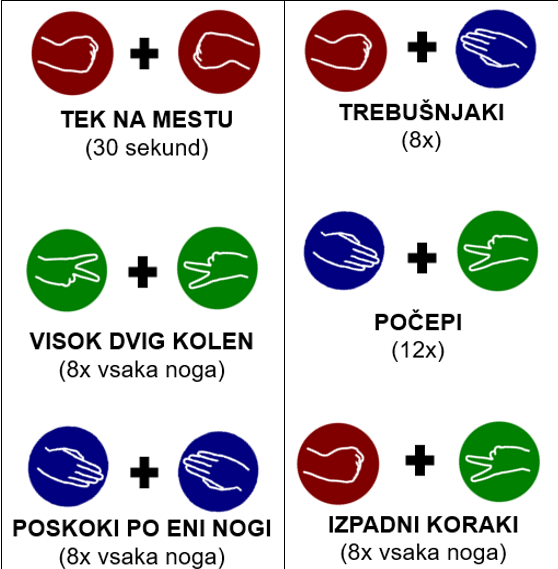 TEK NA MESTU
(30 sekund)
TREBUŠNJAKI
(8x)
VISOK DVIG KOLEN
(8x vsaka noga)
POČEPI
(12x)
POSKOKI PO ENI NOGI
(8x vsaka noga)
IZPADNI KORAKI
(8x vsaka noga)